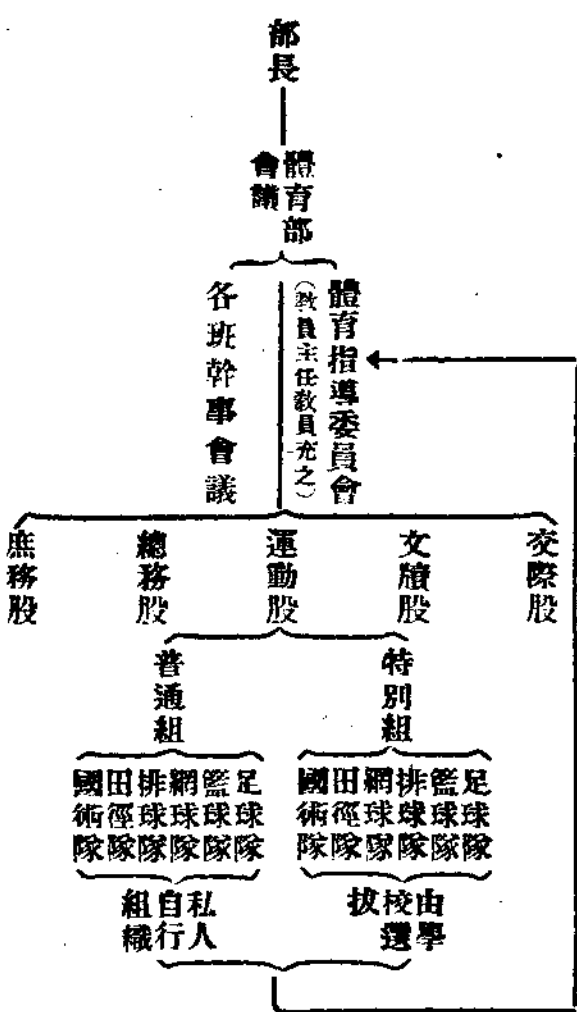 部長
體育部
會議
體育指導委員會
(教員主任教員充之)
各班幹事會議
交際股
文牘股
運動股
總務股
庶務股
特別組
普通組
足球隊
籃球隊
排球隊
網球隊
田徑隊
國術隊
足球隊
籃球隊
網球隊
排球隊
田徑隊
國術隊
由學
校選
拔
私人
自行
組織